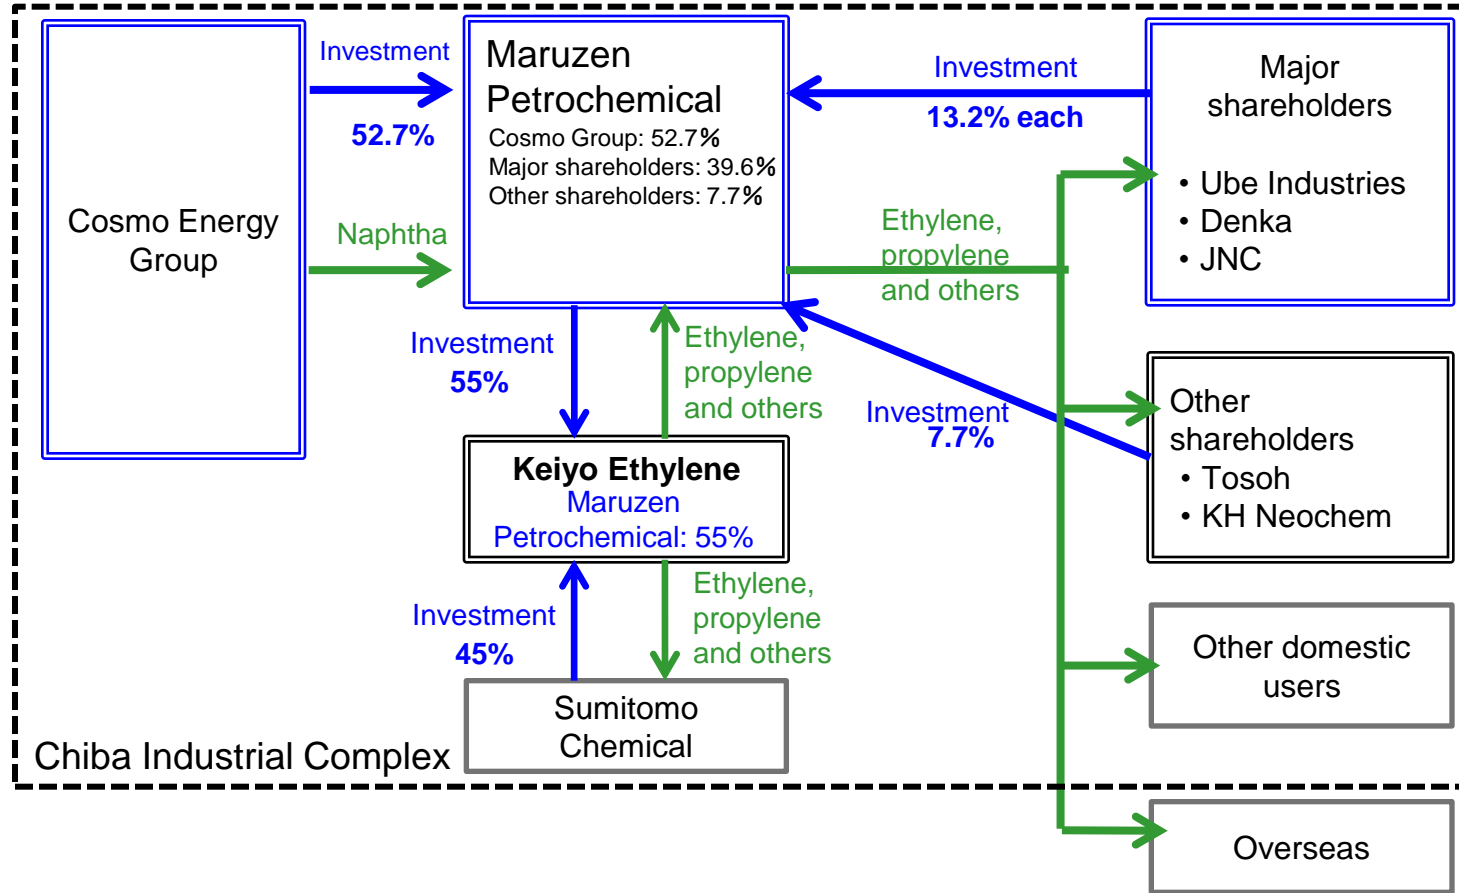 Cosmo Energy
Group
Investment
52.7%
Naphtha
Maruzen
Petrochemical
Cosmo Group: 52.7%
Major shareholders: 39.6%
Other shareholders: 7.7%
Investment
13.2% each
Major
shareholders
• Ube Industries
• Denka
• JNC
Ethylene,
propylene
and others
Investment
55%
Ethylene,
propylene
and others
Investment
7.7%
Other
shareholders
• Tosoh
• KH Neochem
Keiyo Ethylene
Maruzen
Petrochemical: 55%
Investment
45%
Ethylene,
propylene
and others
Other domestic
users
Sumitomo
Chemical
Chiba Industrial Complex
Overseas